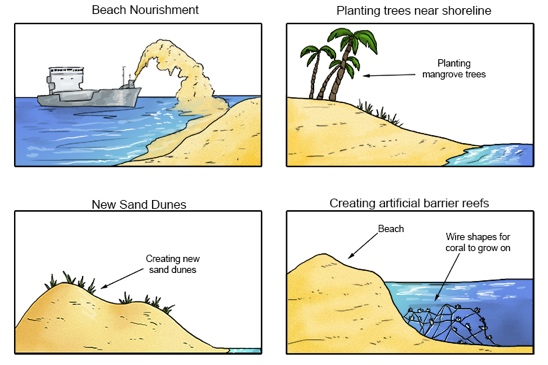 Beach Nourishment
Planting trees near shoreline
Planting
mangrove trees
New Sand Dunes
Creating new
sand dunes
Creating artificial barrier reefs
Beach
Wire shapes for
coral to grow on